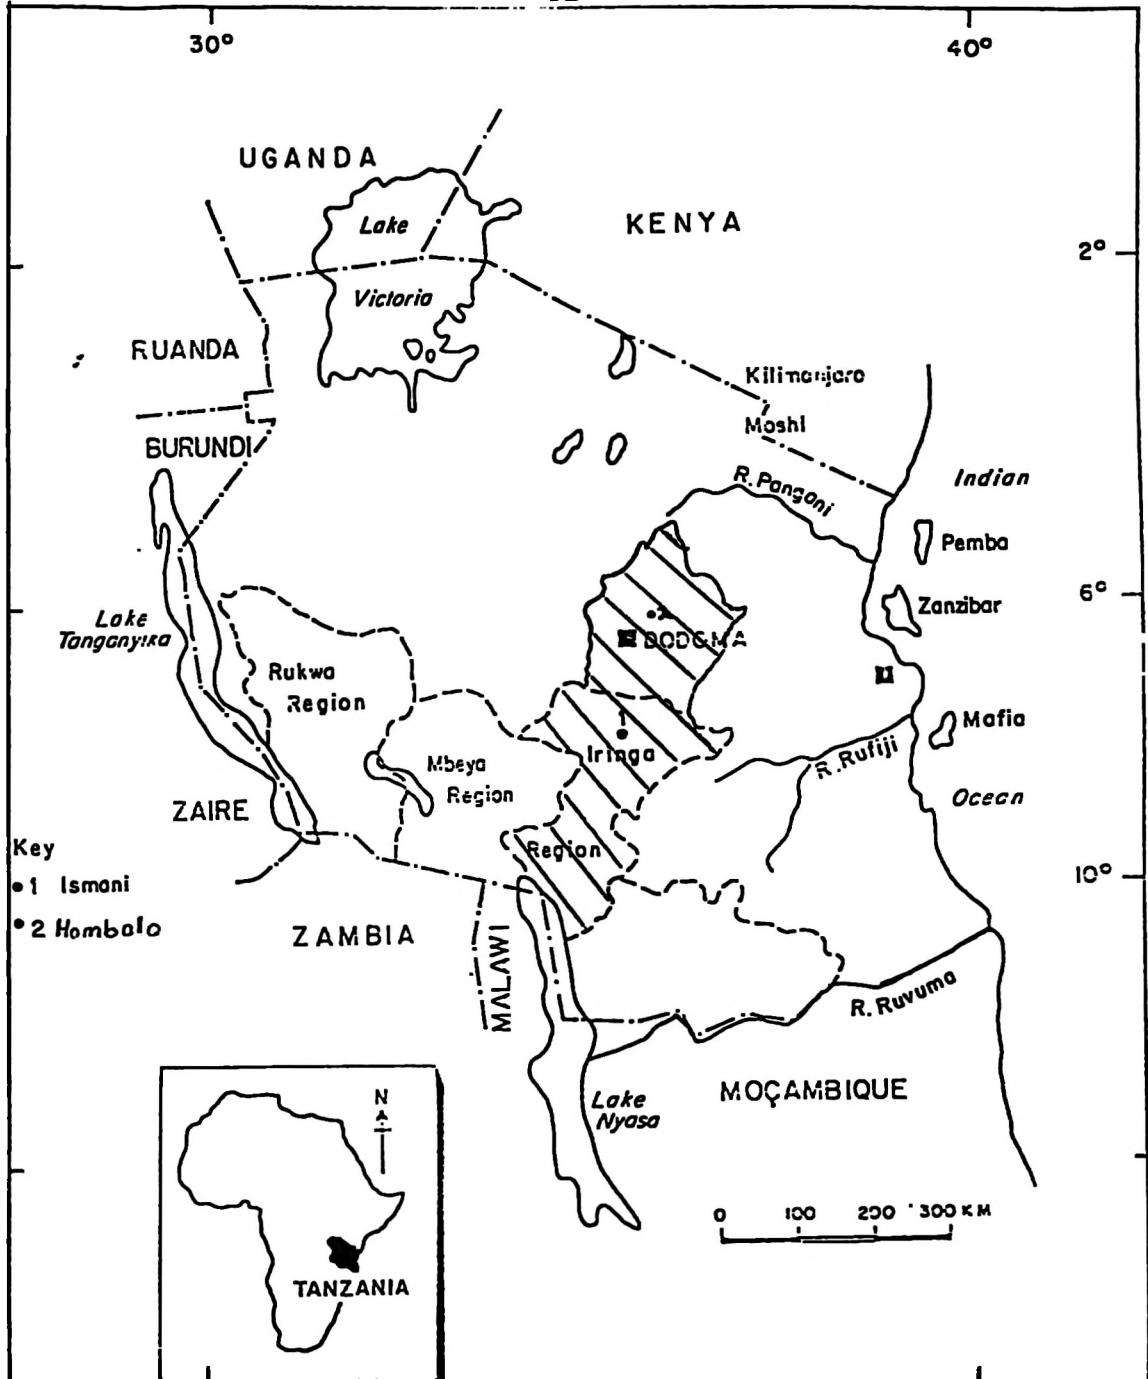 30°
40°
UGANDA
Lake
Victoria
KENYA
2°
RUANDA
Kilimanjaro
Moshi
BURUNDI
R. Pangani
Indian
Pemba
6°
Zanzibar
Lake
Tanganyika
2
DODOMA
Rukwa
Region
1
Iringa
Mafia
Mbeya
Region
R. Rufiji
Ocean
ZAIRE
Region
10°
Key
1 Ismani
2 Hombolo
ZAMBIA
MALAWI
R. Ruvuma
MOÇAMBIQUE
Lake
Nyasa
N
TANZANIA
0 100 200 300 KM